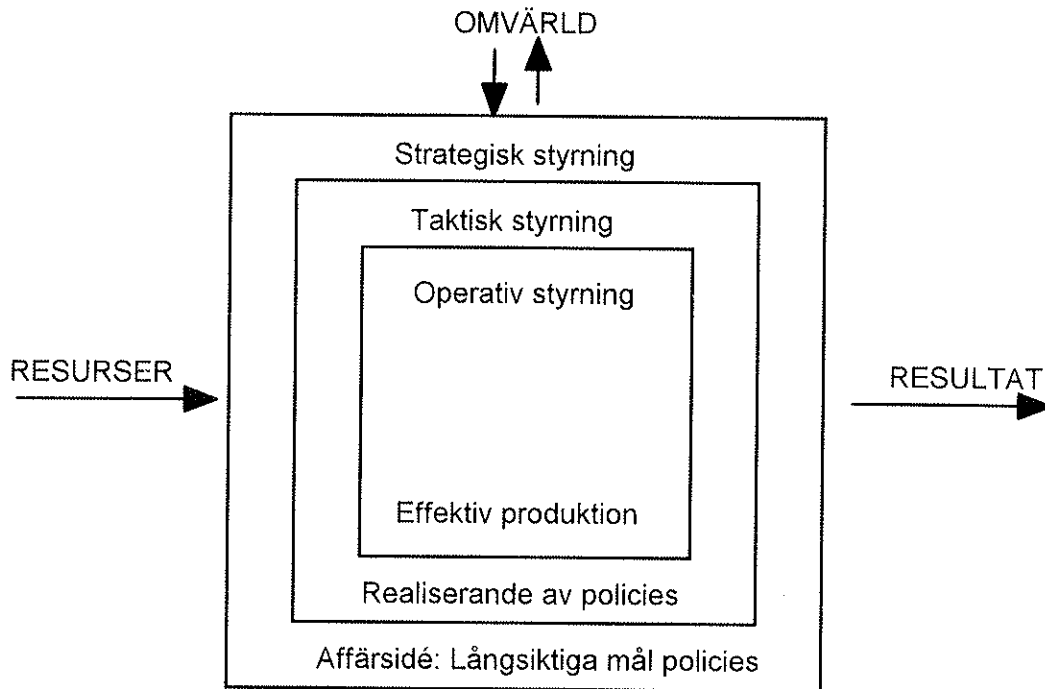 OMVÄRLD
Strategisk styrning
Taktisk styrning
Operativ styrning
RESURSER
RESULTAT
Effektiv produktion
Realiserande av policies
Affärsidé: Långsiktiga mål policies